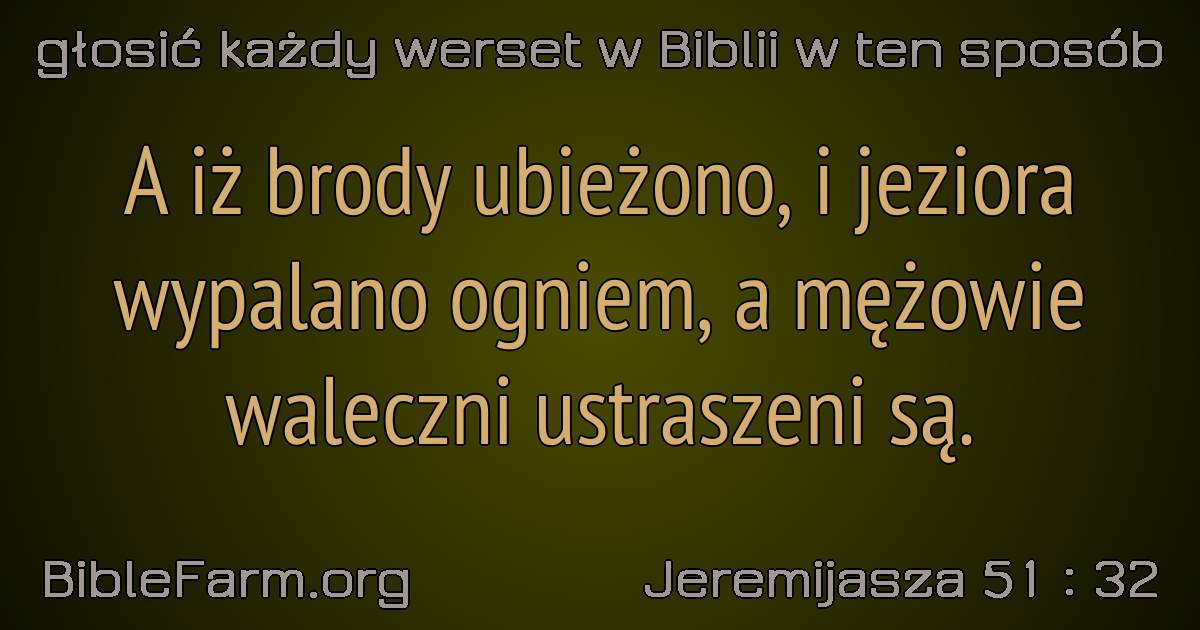 głosić każdy werset w Biblii w ten sposób
A iż brody ubieżono, i jeziora
wypalano ogniem, a mężowie
waleczni ustraszeni są.
BibleFarm.org
Jeremijasza 51 : 32